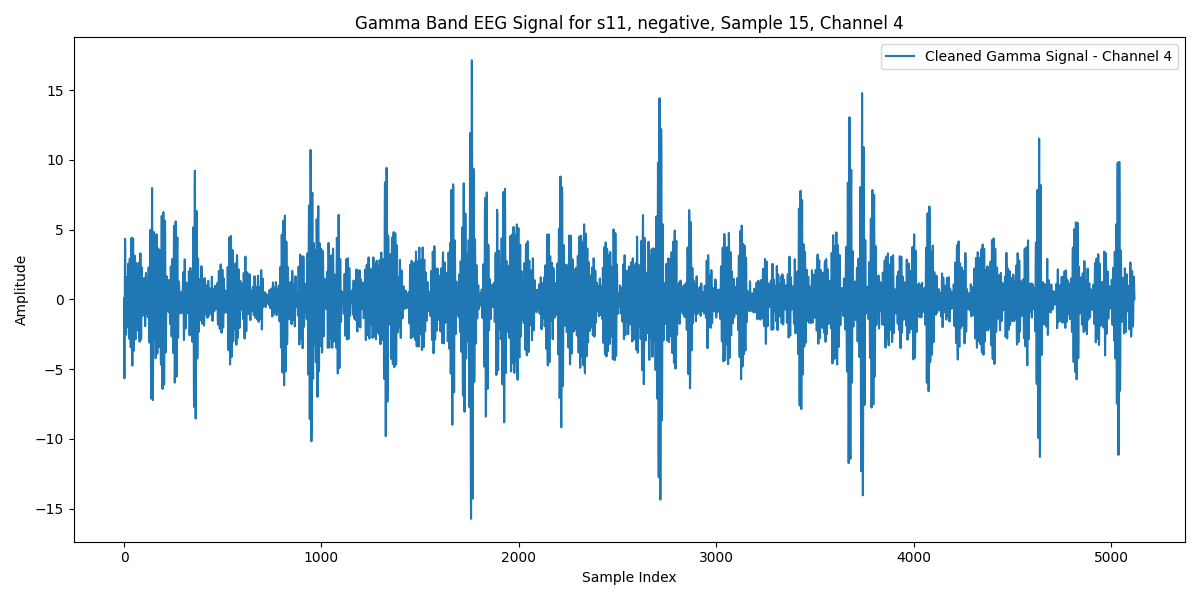 Gamma Band EEG Signal for s11, negative, Sample 15, Channel 4
Cleaned Gamma Signal - Channel 4
Amplitude
15
10
5
0
−5
−10
−15
0 1000 2000 3000 4000 5000
Sample Index